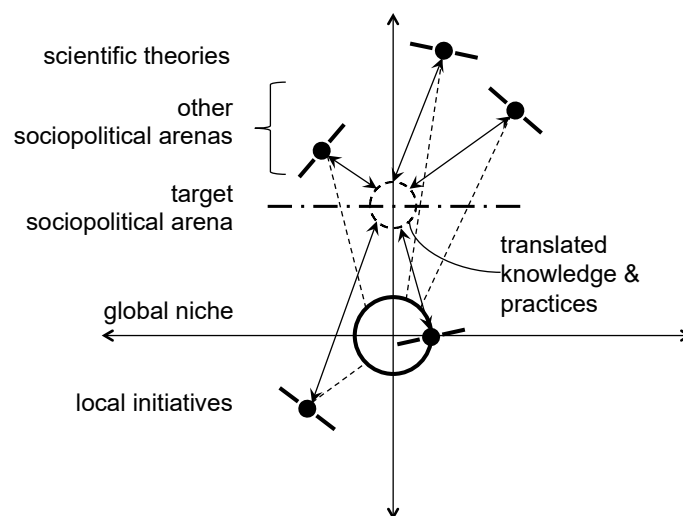 scientific theories
other
sociopolitical arenas
target
sociopolitical arena
translated
knowledge &
practices
global niche
local initiatives